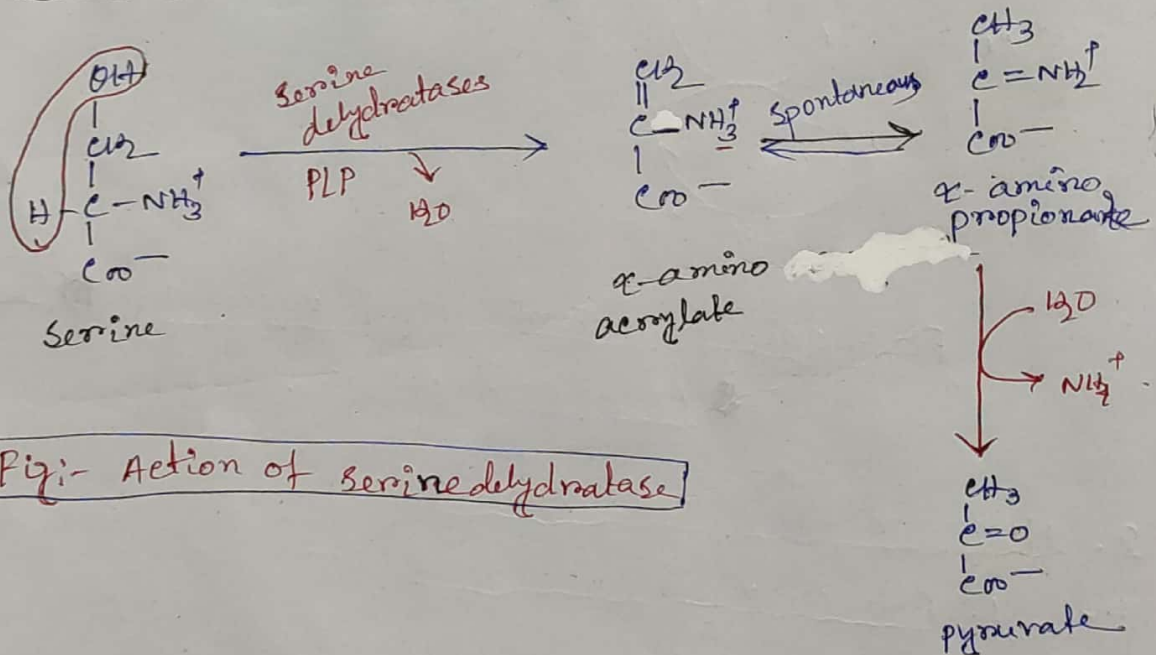 OH
CH2
H-C-NH3+
COO-
Serine
Serine
dehydratases
PLP
H2O
CH2
C-NH3+
COO-
α-amino
acrylate
Spontaneous
CH3
C=NH2+
COO-
α-amino
propionate
H2O
NH4+
CH3
C=O
COO-
pyruvate
Fig:- Action of serine dehydratase